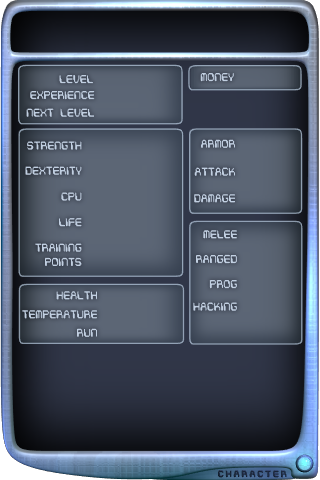 LEVEL
EXPERIENCE
NEXT LEVEL
MONEY
STRENGTH
DEXTERITY
CPU
LIFE
TRAINING
POINTS
ARMOR
ATTACK
DAMAGE
MELEE
RANGED
PROG
HACKING
HEALTH
TEMPERATURE
RUN
CHARACTER